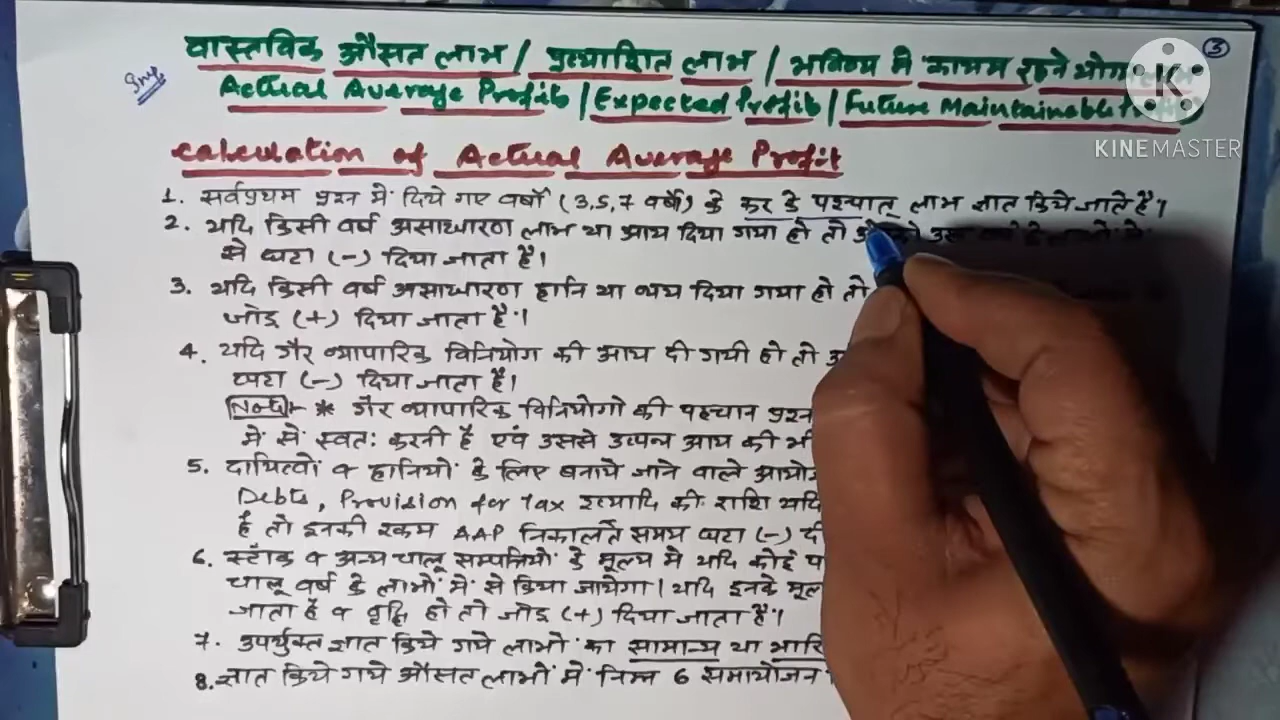 3
वास्तविक औसत लाभ / प्रत्याशित लाभ / भविष्य में कायम रहने योग्य
Imp
Actual Average Profit / Expected Profit / Future Maintainable
K
KINEMASTER
Calculation of Actual Average Profit
1. सर्वप्रथम प्रश्न में दिये गए वर्षों (3,5,7 वर्षों) के कर के पश्चात् लाभ ज्ञात किये जाते है।
2. यदि किसी वर्ष असाधारण लाभ या आय दिया गया हो तो
से घटा (-) दिया जाता है।
3. यदि किसी वर्ष असाधारण हानि या व्यय दिया गया हो तो
जोड़ (+) दिया जाता है।
4. यदि गैर व्यापारिक विनियोग की आय दी गयी हो तो
घटा (-) दिया जाता है।
Note:- * गैर व्यापारिक विनियोगो की पहचान प्रश्न
में से स्वतः करनी है एवं उससे उत्पन्न आय की भी
5. दायित्वों व हानियों के लिए बनाये जाने वाले
Debts, Provision for Tax इत्यादि की राशि यदि
है तो इनकी रकम AAP निकालते समय घटा (-) दी
6. स्टॉक व अन्य चालू सम्पत्तियों के मूल्य में यदि कोई
चालू वर्ष के लाभों में से किया जायेगा। यदि इनके
जाता है व वृद्धि हो तो जोड़ (+) दिया जाता है।
7. उपर्युक्त ज्ञात किये गये लाभों का सामान्य या
8. ज्ञात किये गये औसत लाभों में निम्न 6 समायोजन